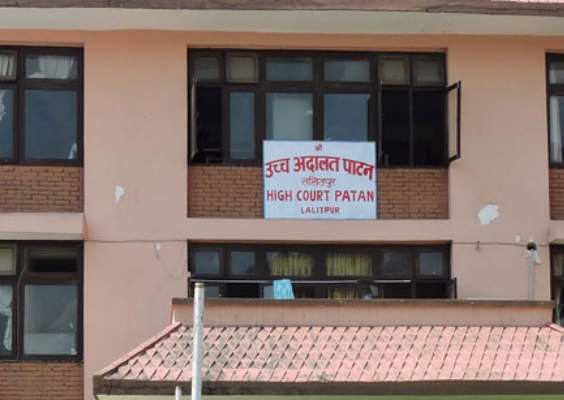 श्री
उच्च अदालत पाटन
ललितपुर
HIGH COURT PATAN
LALITPUR